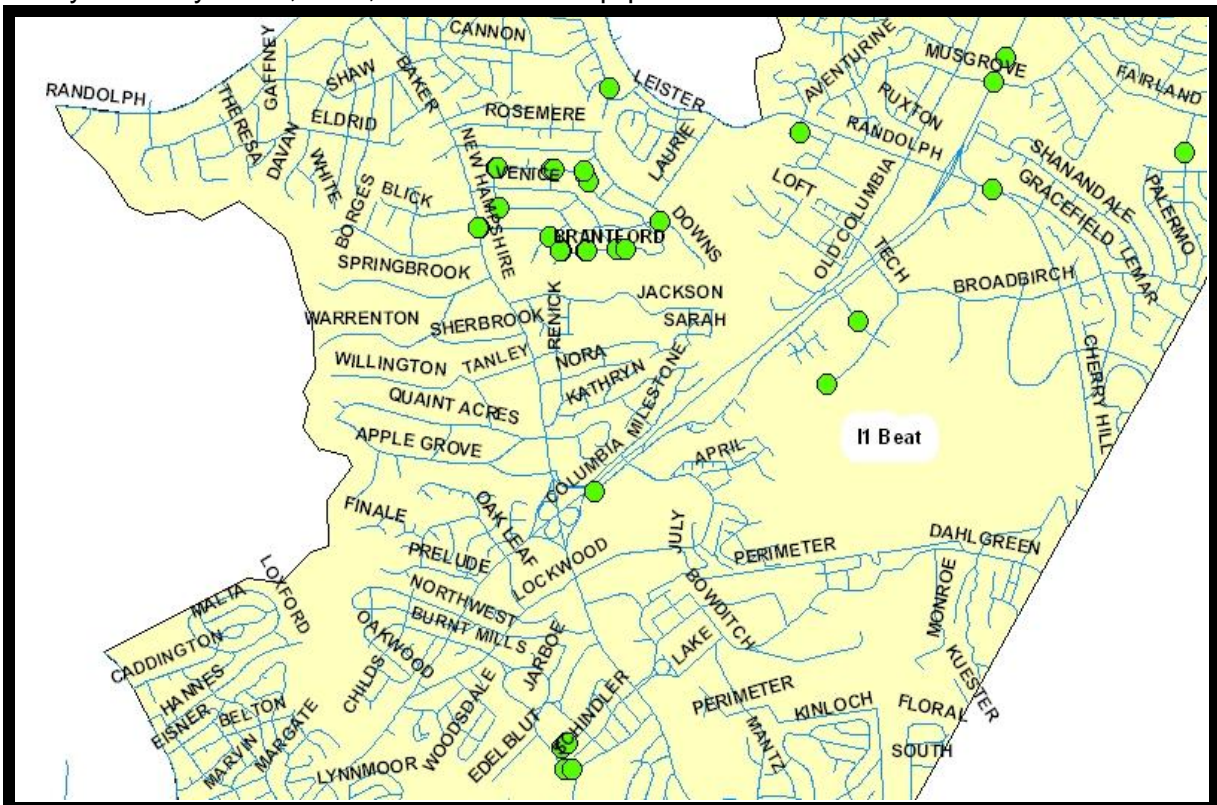 CANNON
GAFFNEY
SHAW
BAKER
LEISTER
AVENTURINE
MUSGROVE
FAIRLAND
RANDOLPH
THERESA
DAVAN
ELDRID
ROSEMERE
RUXTON
RANDOLPH
WHITE
NEW HAMPSHIRE
LAURIE
SHANANDALE
VENICE
LOFT
GRACEFIELD
PALERMO
BORGES
BLICK
DOWNS
OLD COLUMBIA
BRANTFORD
TECH
LEMAR
SPRINGBROOK
BROADBIRCH
JACKSON
WARRENTON
SHERBROOK
RENICK
SARAH
WILLINGTON
TANLEY
NORA
CHERRY HILL
KATHRYN
MILESTONE
QUAINT ACRES
I1 Beat
APPLE GROVE
COLUMBIA
APRIL
FINALE
OAK LEAF
JULY
DAHLGREEN
PRELUDE
LOCKWOOD
PERIMETER
LOXFORD
MALTA
NORTHWEST
BOWDITCH
MONROE
BURNT MILLS
OAKWOOD
JARBOE
LAKE
CADDINGTON
KUESTER
HANNES
CHILDS
WOODSDALE
SCHINDLER
PERIMETER
KINLOCH
FLORAL
EISNER
BELTON
MARGATE
EDELBLUT
MANTZ
SOUTH
MARVIN
LYNNMOOR